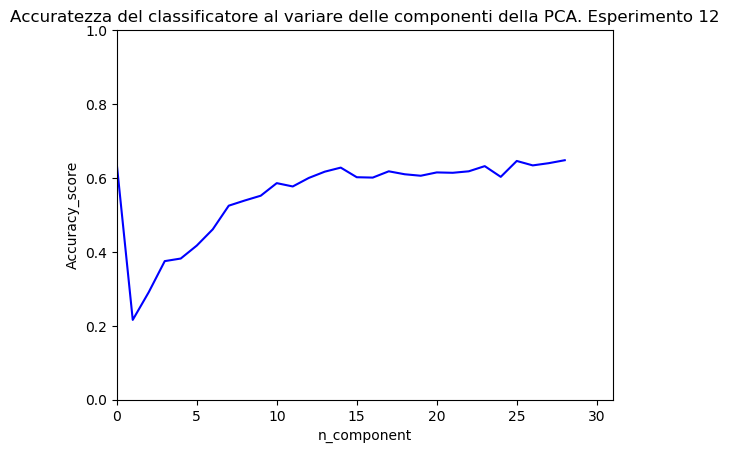 Accuratezza del classificatore al variare delle componenti della PCA. Esperimento 12
1.0
0.8
0.6
0.4
0.2
0.0
Accuracy_score
0 5 10 15 20 25 30
n_component